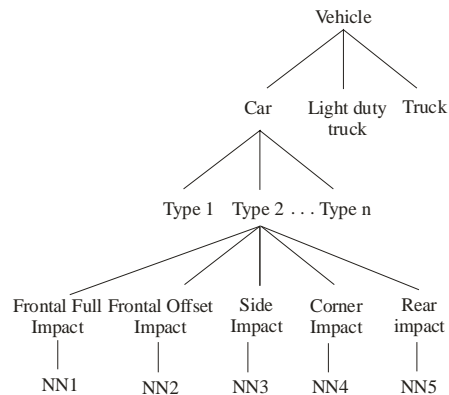 Vehicle
Car
Light duty
truck
Truck
Type 1 Type 2 . . . Type n
Frontal Full
Impact
Frontal Offset
Impact
Side
Impact
Corner
Impact
Rear
impact
NN1 NN2 NN3 NN4 NN5